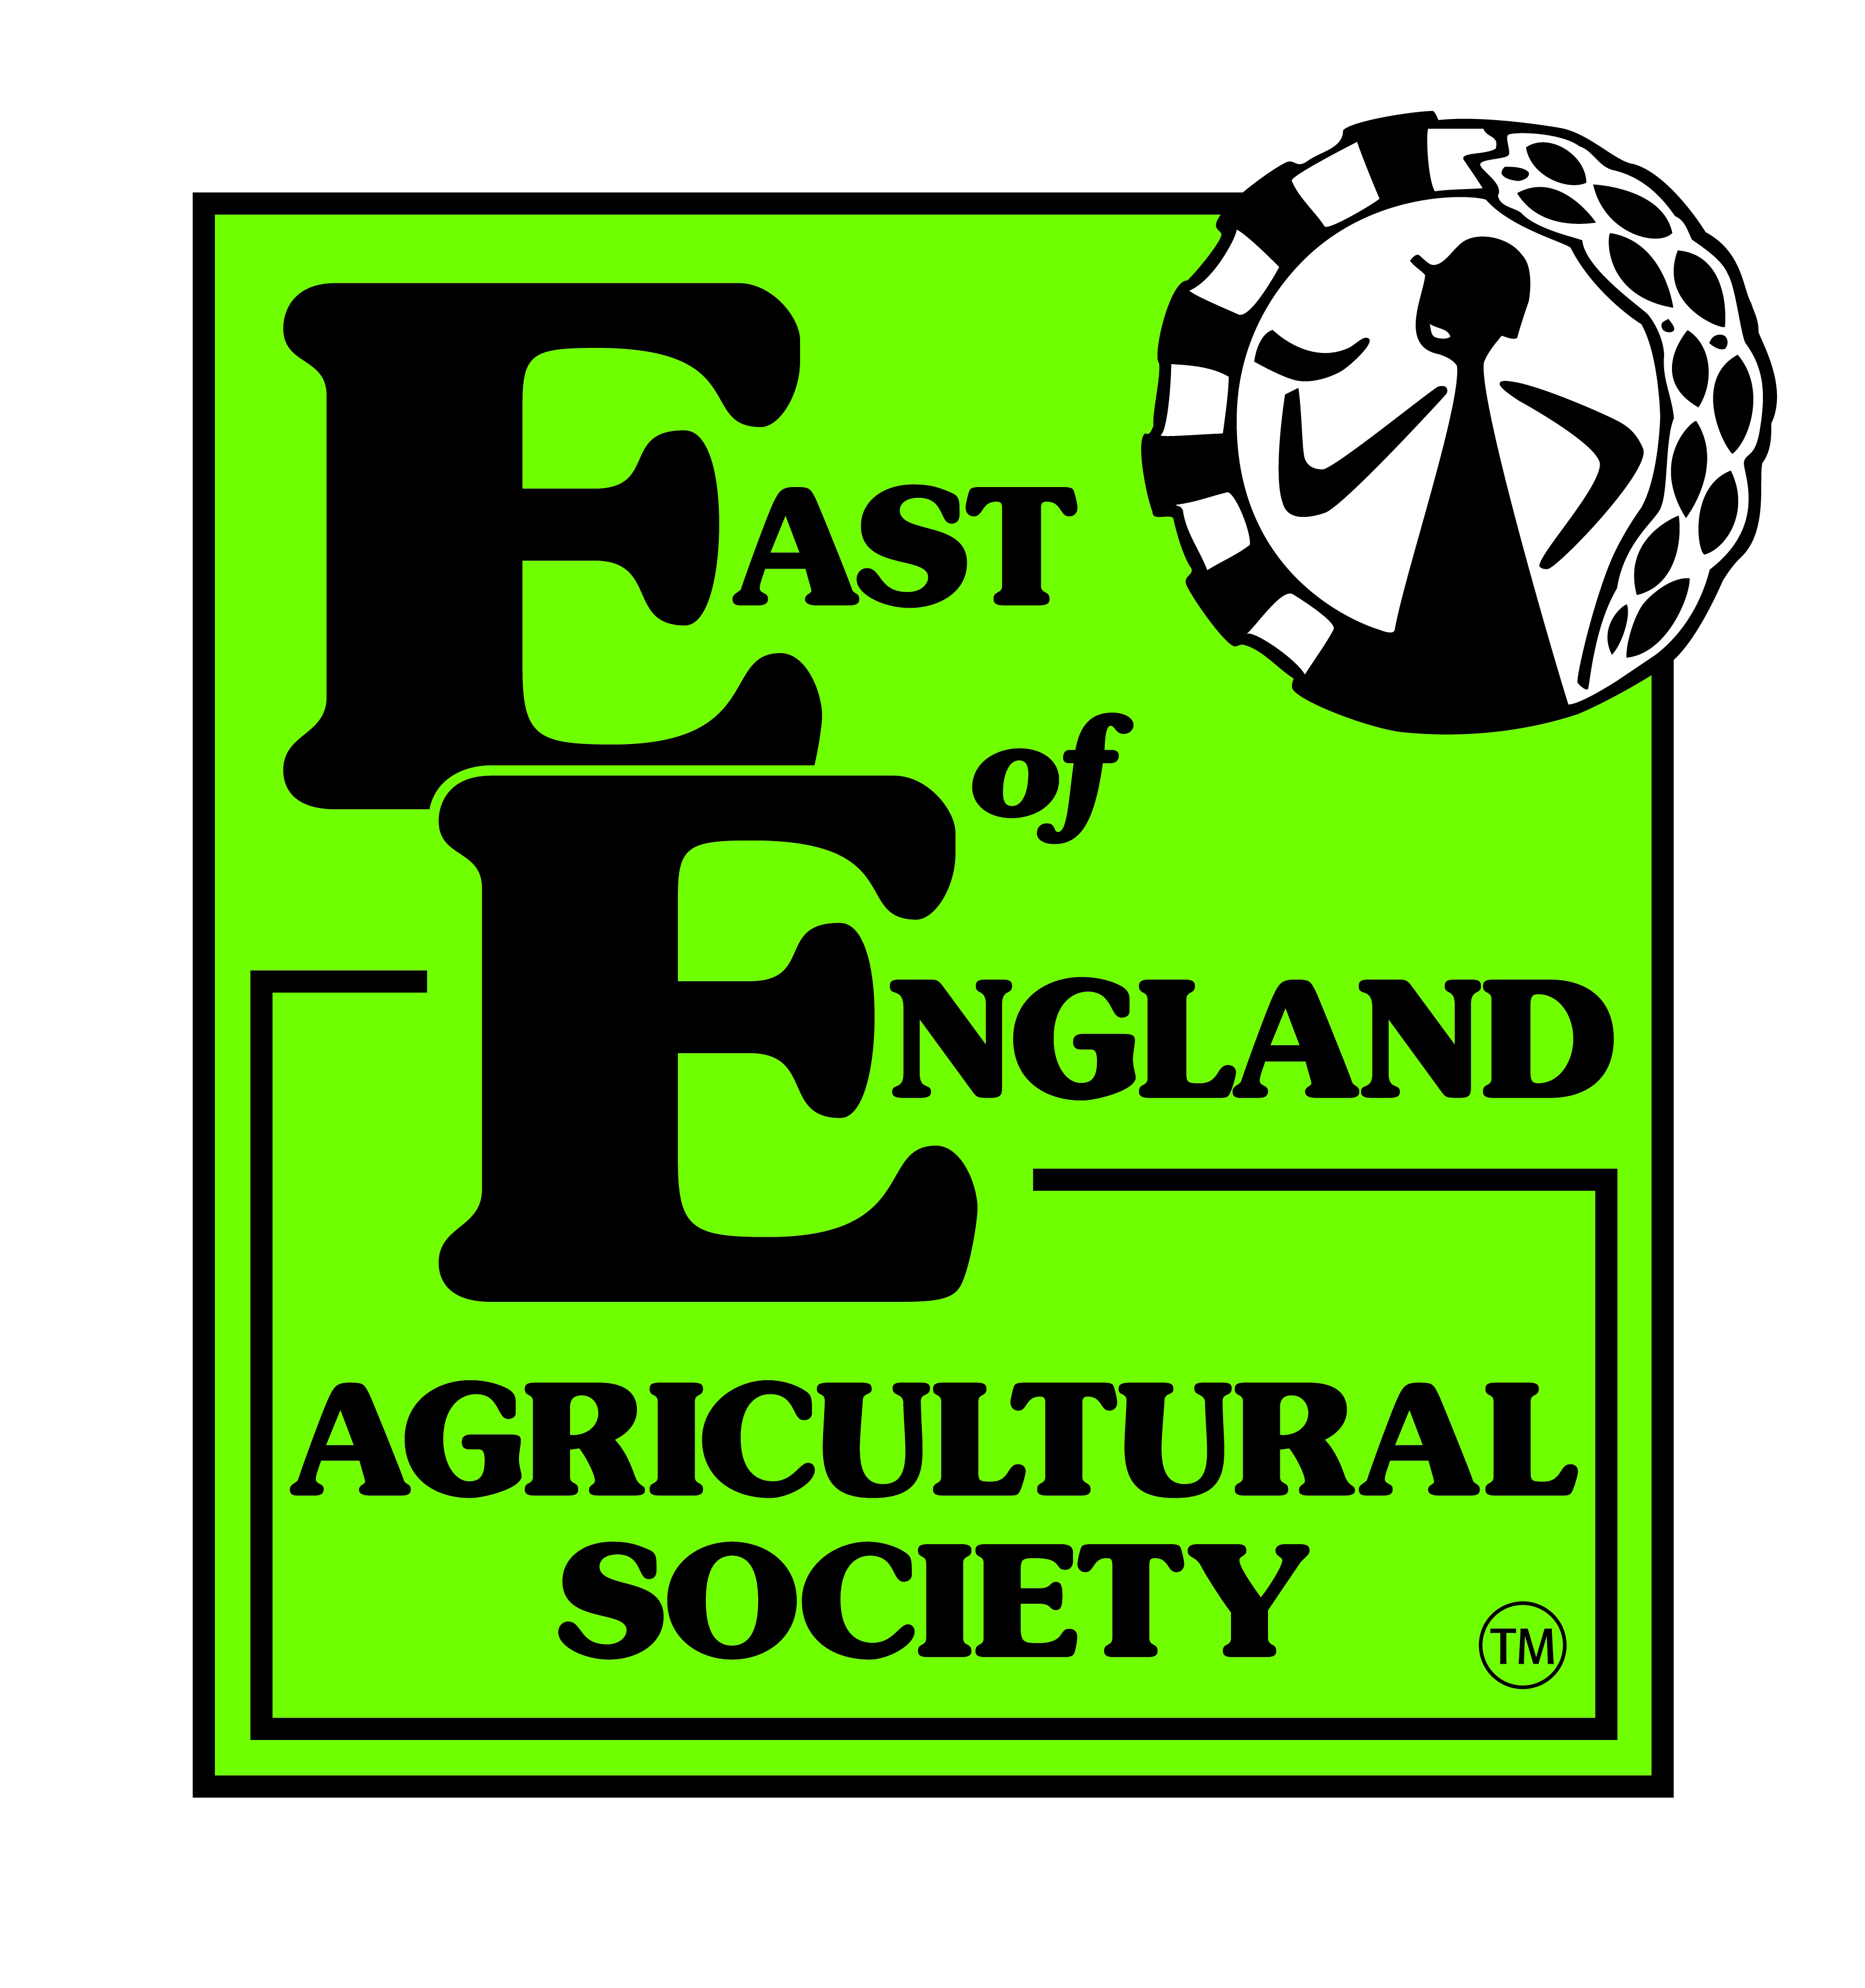 EAST
of
ENGLAND
AGRICULTURAL
SOCIETY
TM